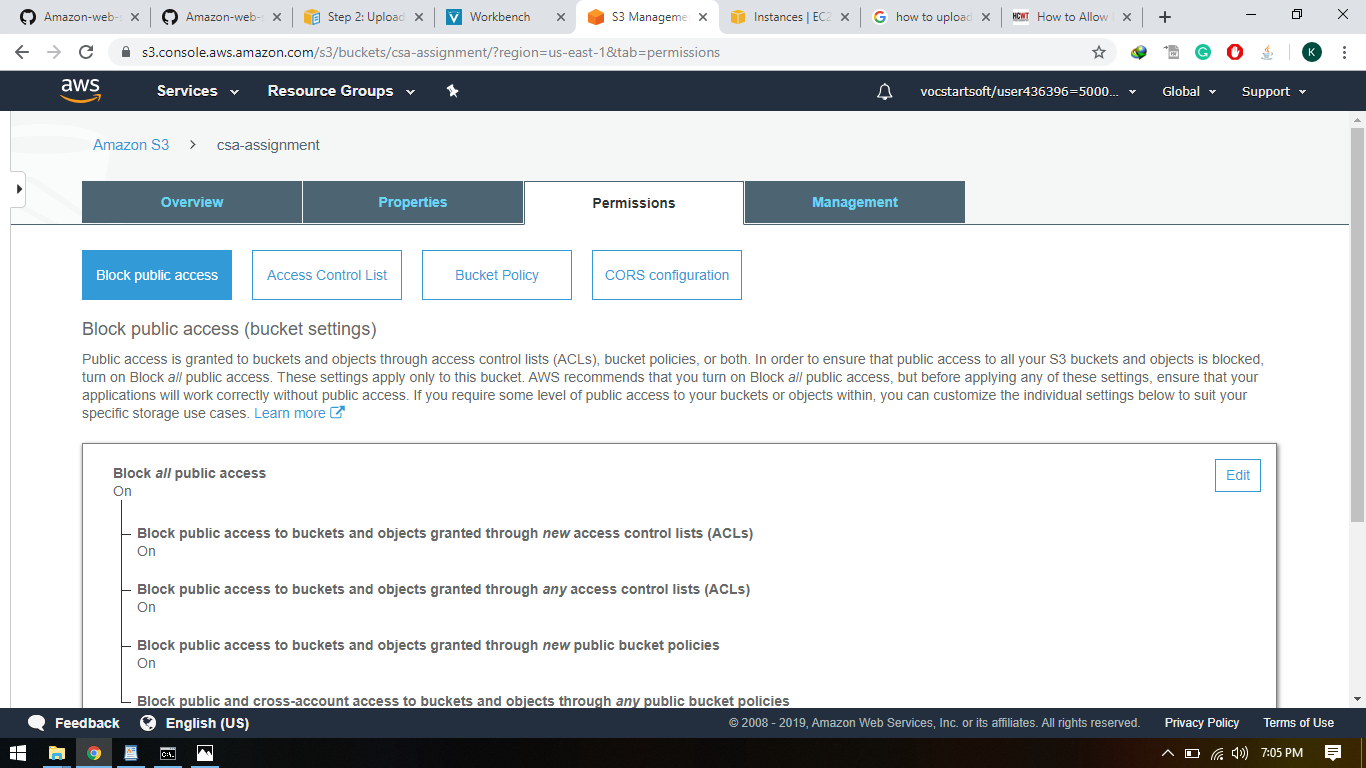 Amazon-web-s
Amazon-web-s
Step 2: Upload
Workbench
S3 Manageme
Instances | EC2
how to upload
How to Allow
s3.console.aws.amazon.com/s3/buckets/csa-assignment/?region=us-east-1&tab=permissions
K
aws
Services
Resource Groups
vocstartsoft/user436396=5000...
Global
Support
Amazon S3
csa-assignment
Overview
Properties
Permissions
Management
Block public access
Access Control List
Bucket Policy
CORS configuration
Block public access (bucket settings)
Public access is granted to buckets and objects through access control lists (ACLs), bucket policies, or both. In order to ensure that public access to all your S3 buckets and objects is blocked,
turn on Block all public access. These settings apply only to this bucket. AWS recommends that you turn on Block all public access, but before applying any of these settings, ensure that your
applications will work correctly without public access. If you require some level of public access to your buckets or objects within, you can customize the individual settings below to suit your
specific storage use cases. Learn more
Block all public access
Edit
On
Block public access to buckets and objects granted through new access control lists (ACLs)
On
Block public access to buckets and objects granted through any access control lists (ACLs)
On
Block public access to buckets and objects granted through new public bucket policies
On
Block public and cross-account access to buckets and objects through any public bucket policies
Feedback
English (US)
© 2008 - 2019, Amazon Web Services, Inc. or its affiliates. All rights reserved.
Privacy Policy
Terms of Use
7:05 PM